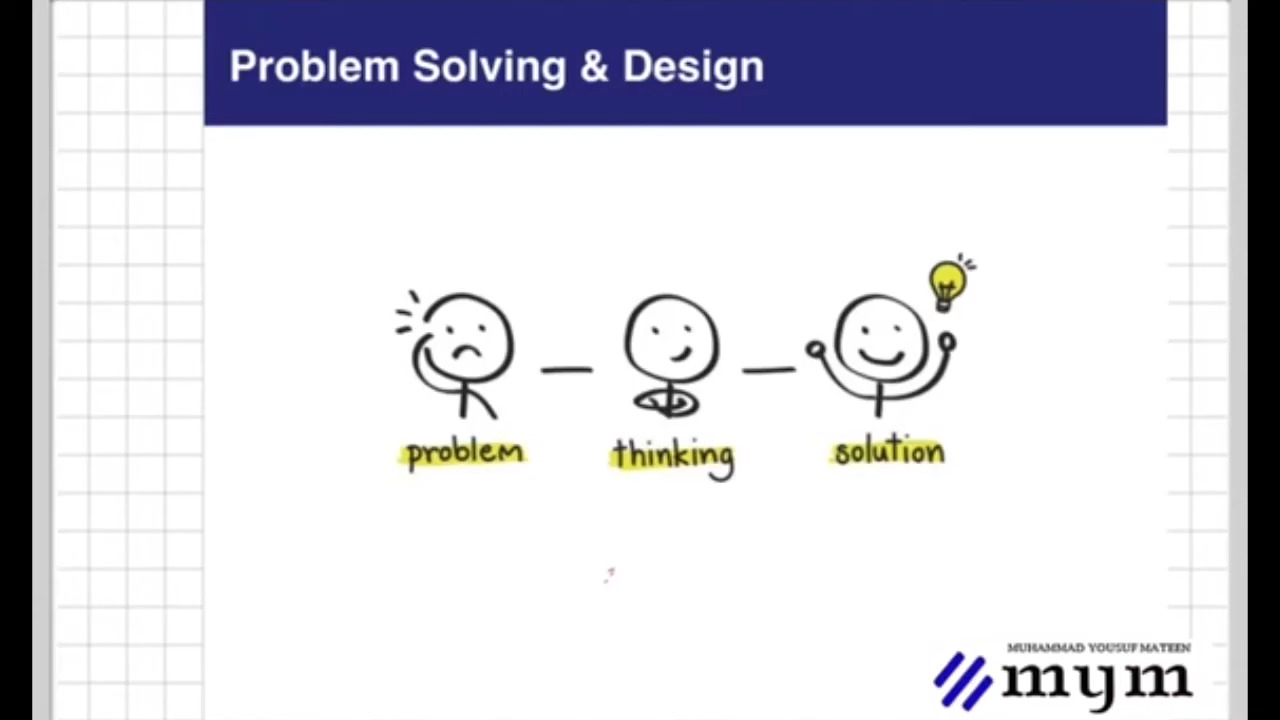 Problem Solving & Design
problem
thinking
solution
MUHAMMAD YOUSUF MATEEN
mym